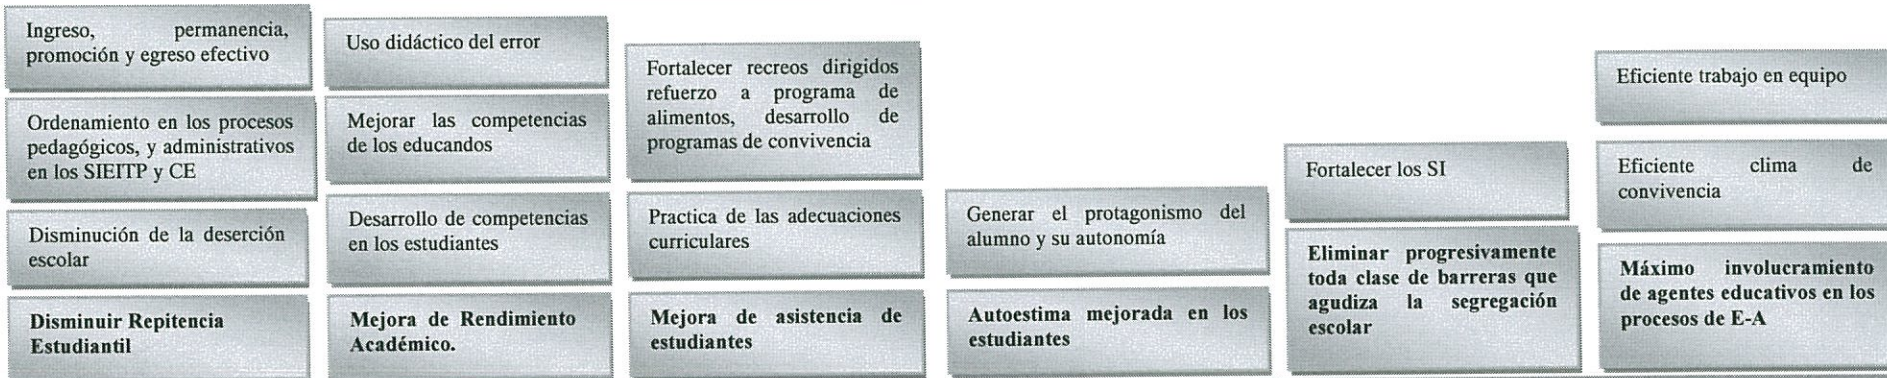 Ingreso, permanencia,
promoción y egreso efectivo
Ordenamiento en los procesos
pedagógicos, y administrativos
en los SIEITP y CE
Disminución de la deserción
escolar
Disminuir Repitencia
Estudiantil
Uso didáctico del error
Mejorar las competencias
de los educandos
Desarrollo de competencias
en los estudiantes
Mejora de Rendimiento
Académico.
Fortalecer recreos dirigidos
refuerzo a programa de
alimentos, desarrollo de
programas de convivencia
Practica de las adecuaciones
curriculares
Mejora de asistencia de
estudiantes
Generar el protagonismo del
alumno y su autonomía
Autoestima mejorada en los
estudiantes
Fortalecer los SI
Eliminar progresivamente
toda clase de barreras que
agudiza la segregación
escolar
Eficiente trabajo en equipo
Eficiente clima de
convivencia
Máximo involucramiento
de agentes educativos en los
procesos de E-A